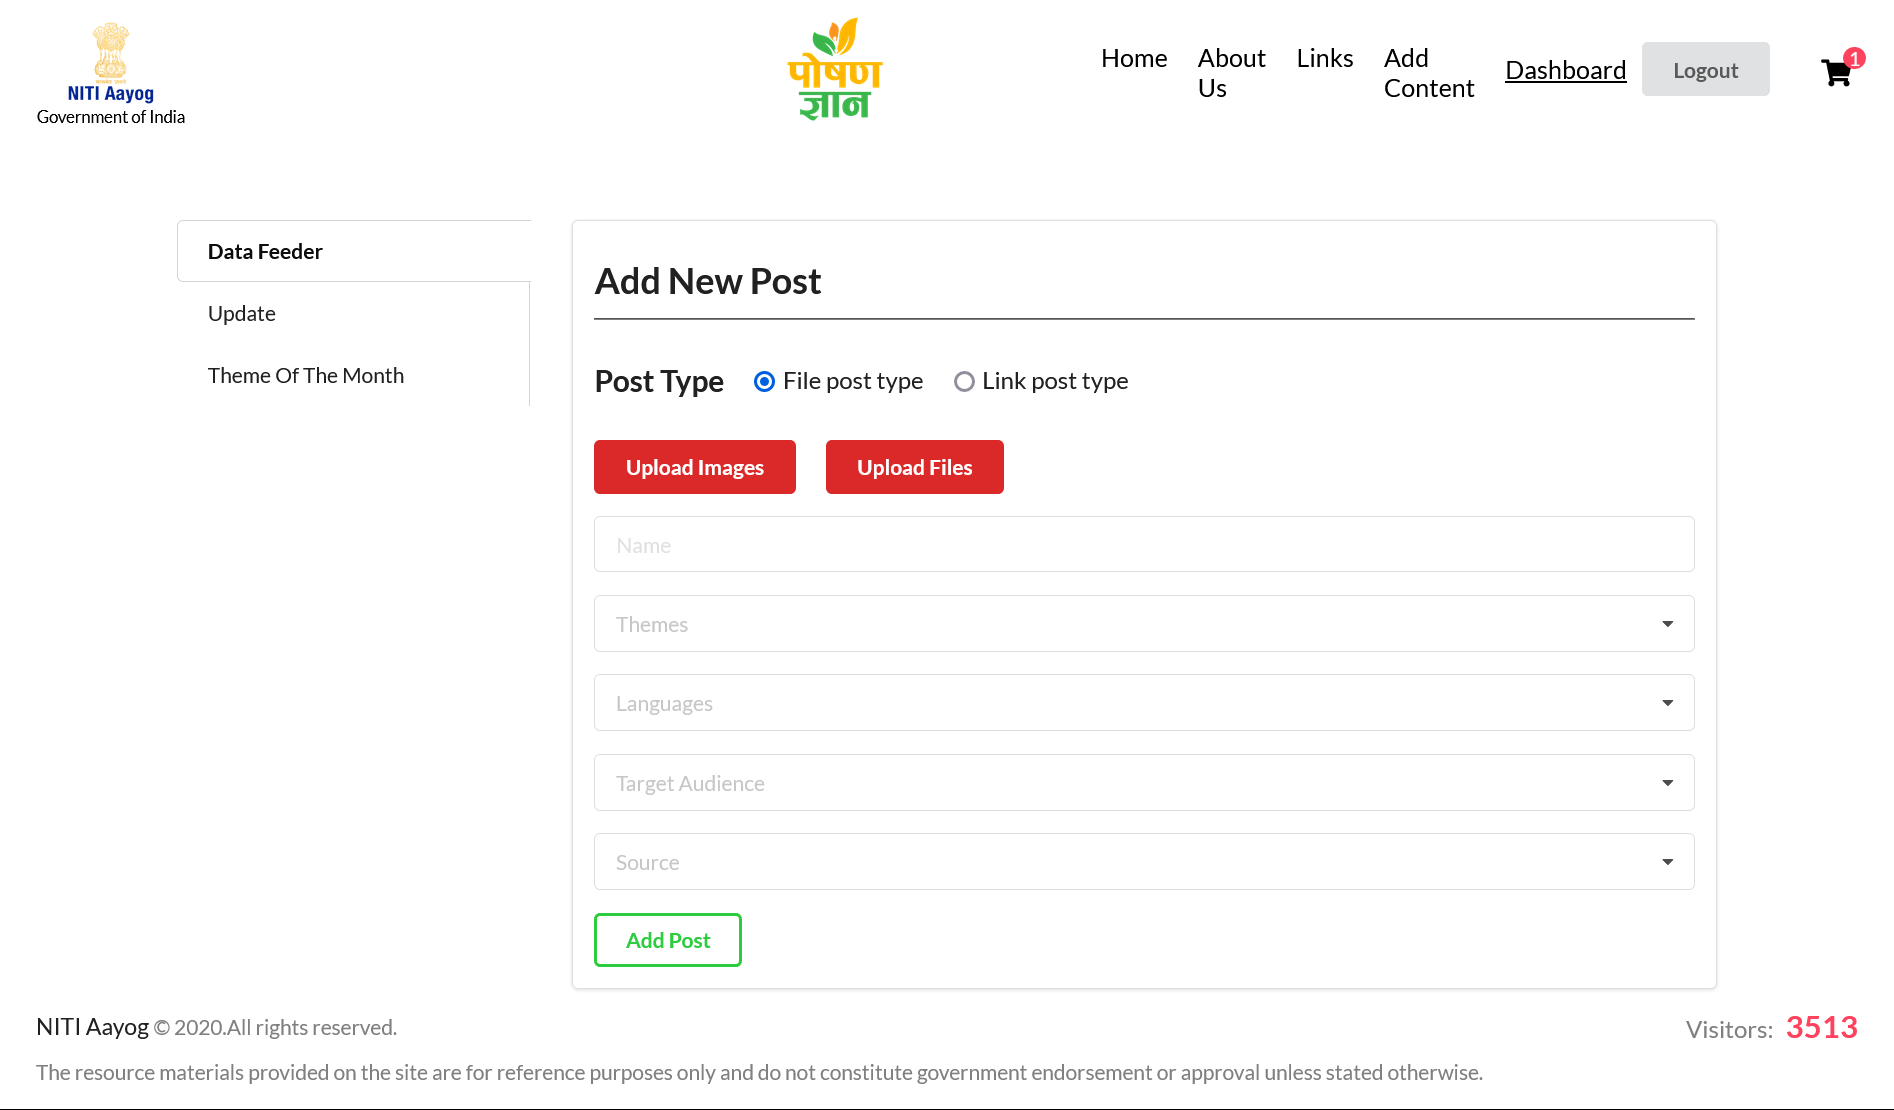 NITI Aayog
Government of India
पोषण
ज्ञान
Home
About Us
Links
Add Content
Dashboard
Logout
1
Data Feeder
Update
Theme Of The Month
Add New Post
Post Type File post type Link post type
Upload Images Upload Files
Name
Themes
Languages
Target Audience
Source
Add Post
NITI Aayog © 2020.All rights reserved.
Visitors: 3513
The resource materials provided on the site are for reference purposes only and do not constitute government endorsement or approval unless stated otherwise.